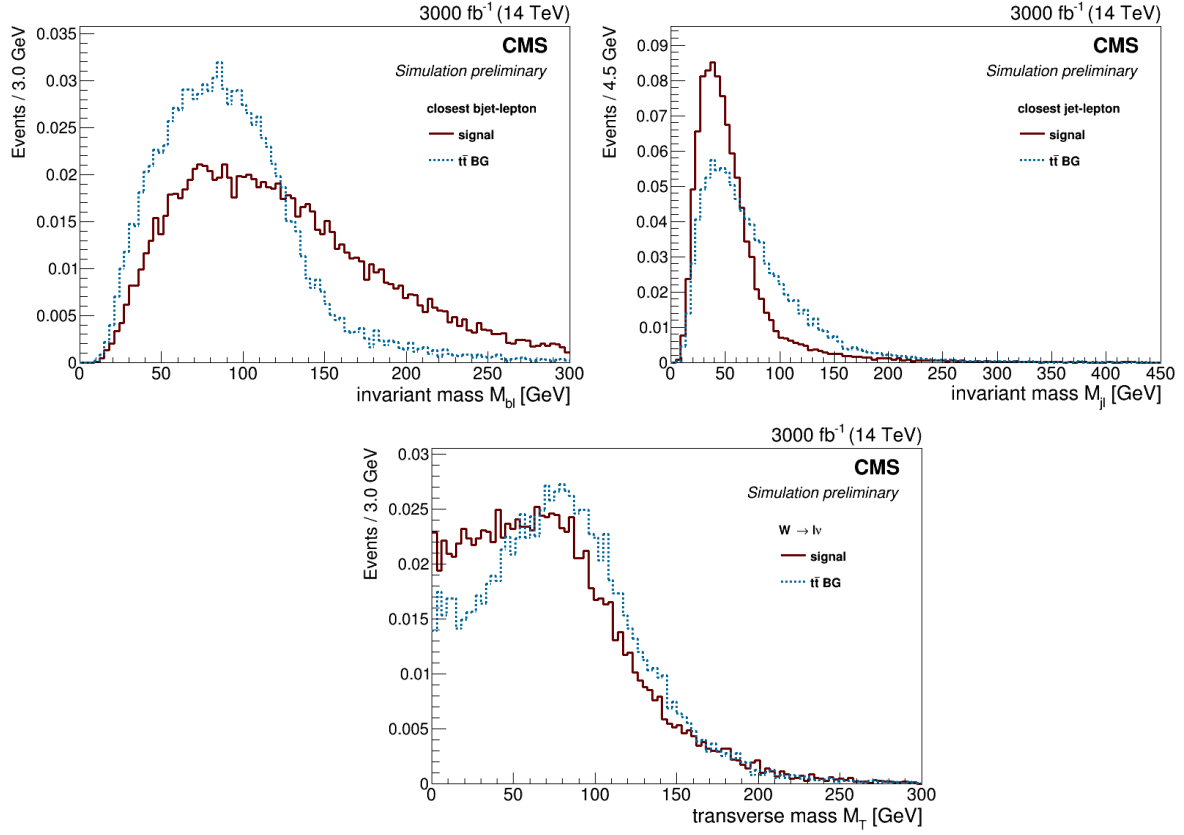 3000 fb⁻¹ (14 TeV)
Events / 3.0 GeV
CMS
Simulation preliminary
closest bjet-lepton
signal
tt̄ BG
0.035
0.03
0.025
0.02
0.015
0.01
0.005
0
0 50 100 150 200 250 300
invariant mass M_bl [GeV]
3000 fb⁻¹ (14 TeV)
Events / 4.5 GeV
CMS
Simulation preliminary
closest jet-lepton
signal
tt̄ BG
0.09
0.08
0.07
0.06
0.05
0.04
0.03
0.02
0.01
0
0 50 100 150 200 250 300 350 400 450
invariant mass M_jl [GeV]
3000 fb⁻¹ (14 TeV)
Events / 3.0 GeV
CMS
Simulation preliminary
W → lν
signal
tt̄ BG
0.03
0.025
0.02
0.015
0.01
0.005
0
0 50 100 150 200 250 300
transverse mass M_T [GeV]